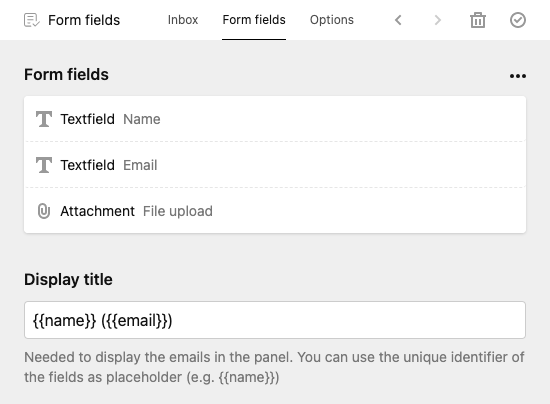 Form fields Inbox Form fields Options
Form fields
Textfield Name
Textfield Email
Attachment File upload
Display title
{{name}} ({{email}})
Needed to display the emails in the panel. You can use the unique identifier of
the fields as placeholder (e.g. {{name}})